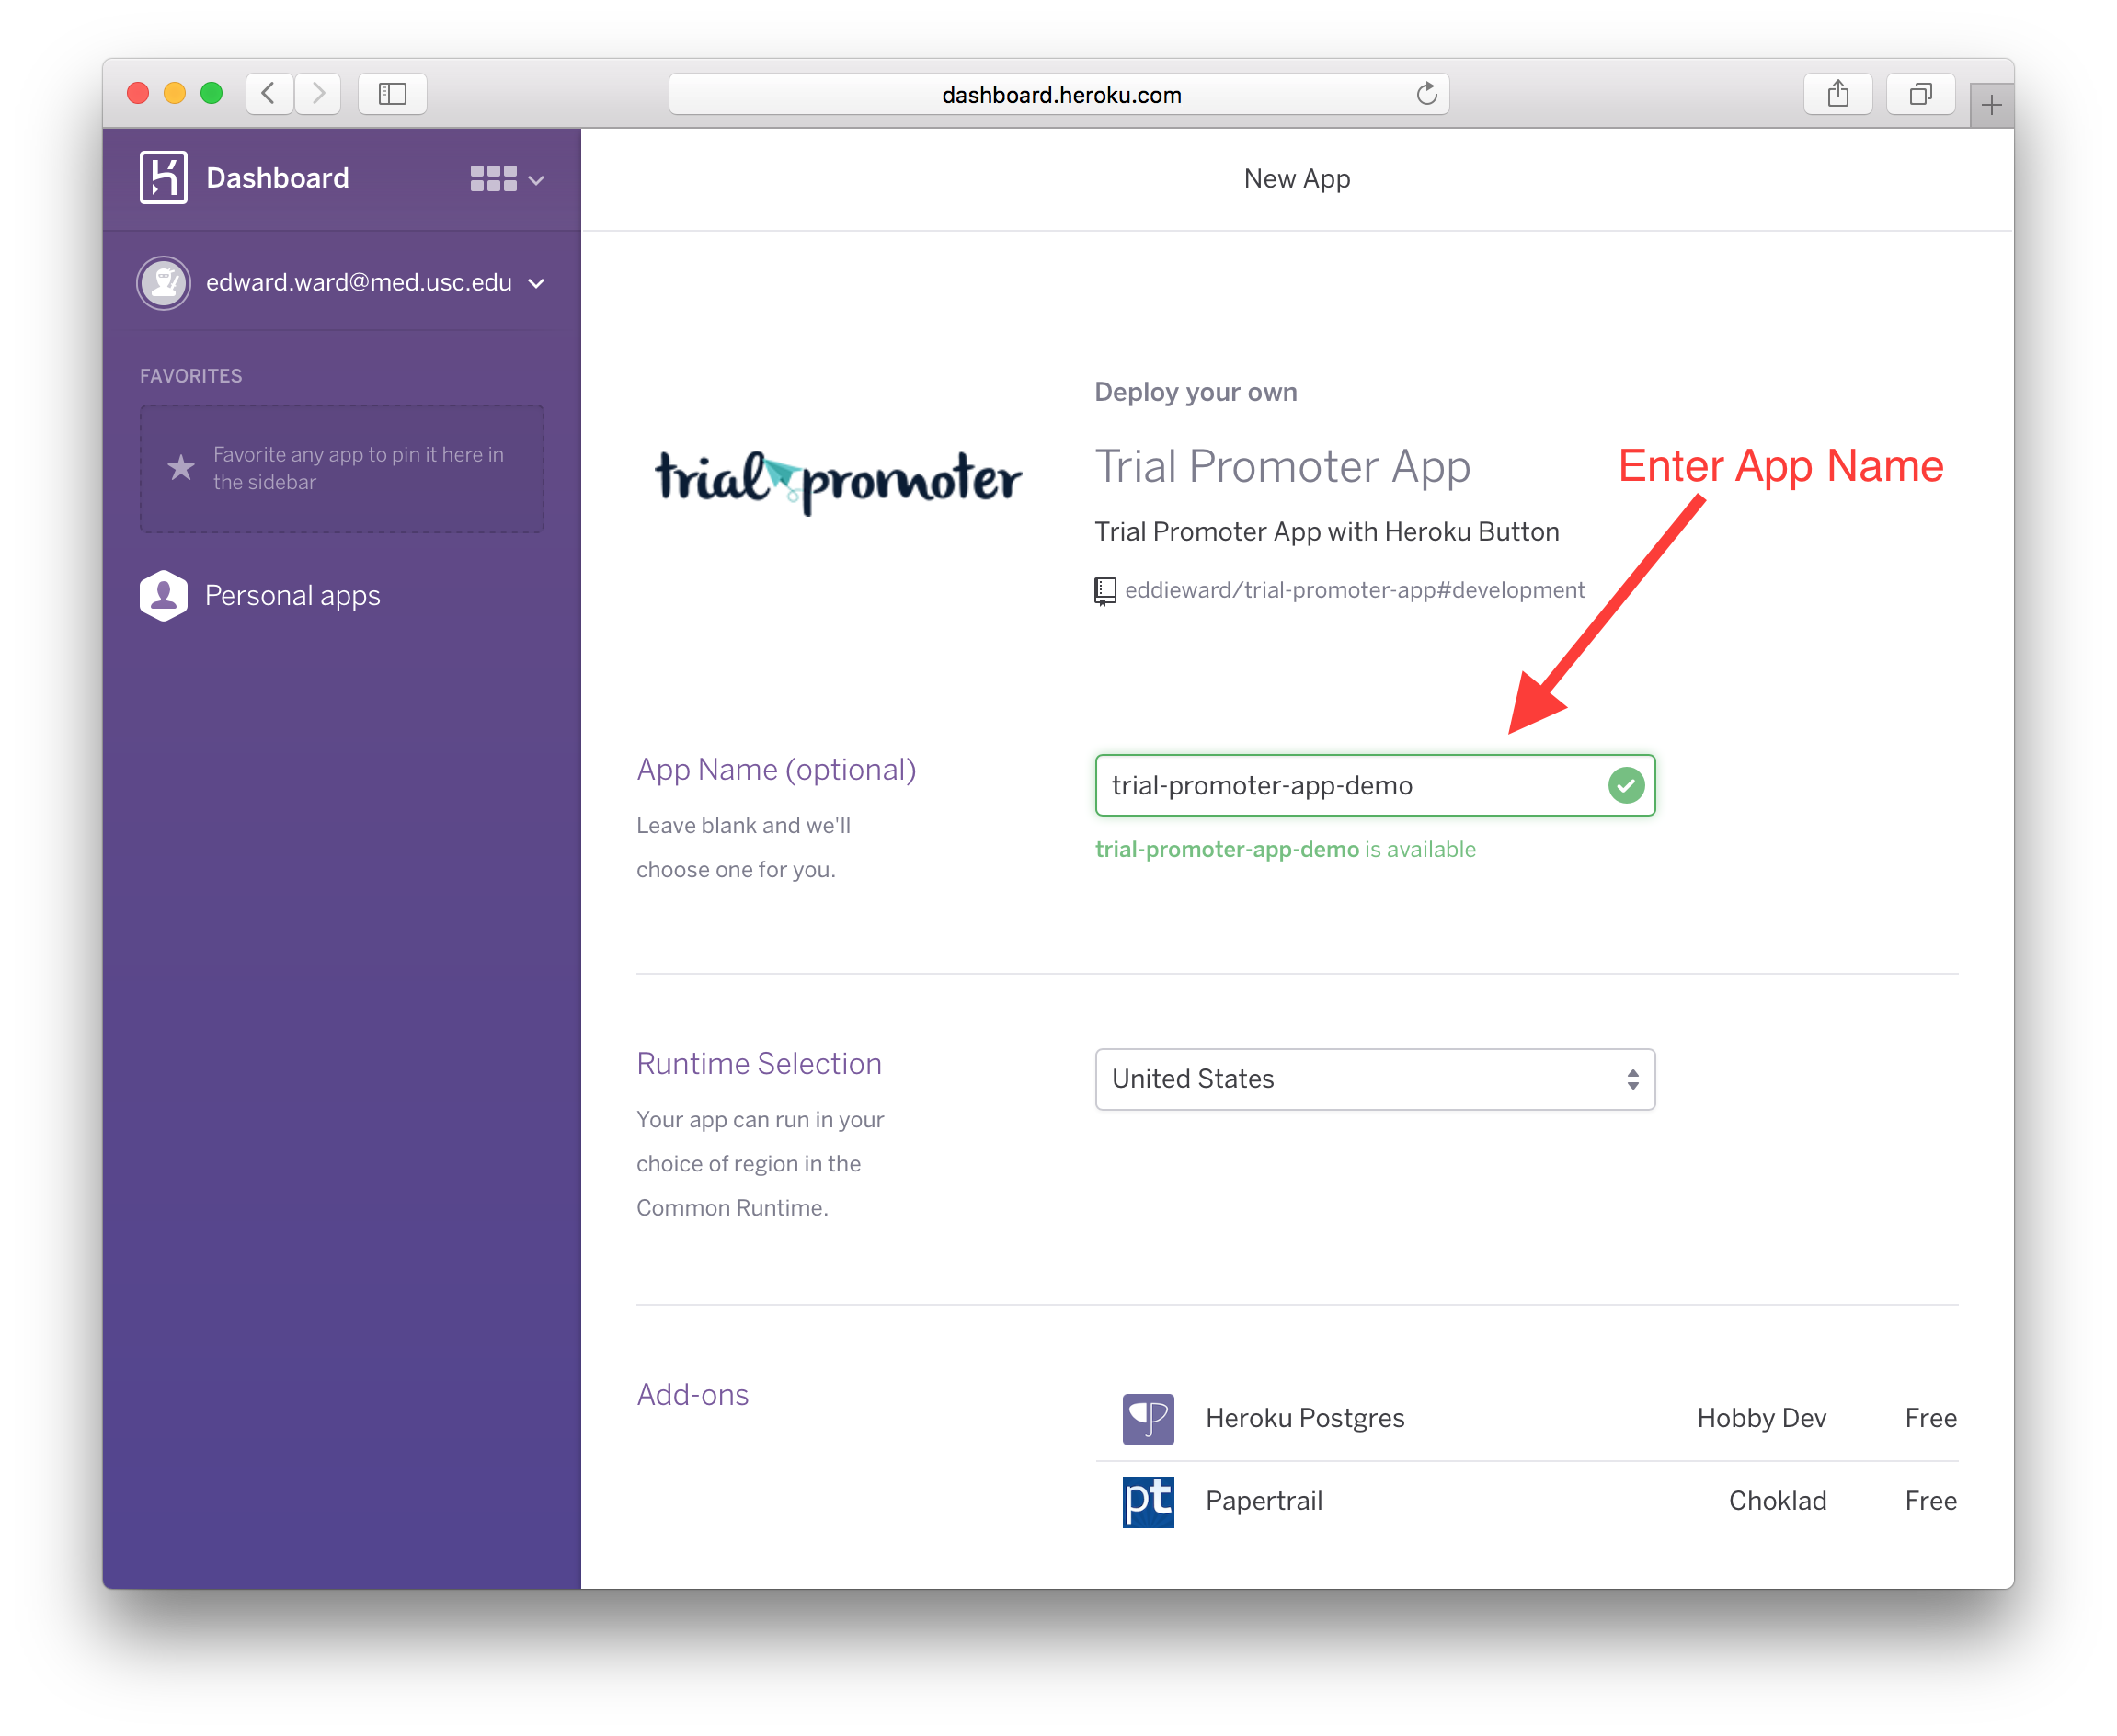 dashboard.heroku.com
Dashboard
New App
edward.ward@med.usc.edu
FAVORITES
Favorite any app to pin it here in
the sidebar
Personal apps
trial promoter
Deploy your own
Trial Promoter App
Trial Promoter App with Heroku Button
eddieward/trial-promoter-app#development
Enter App Name
App Name (optional)
Leave blank and we'll
choose one for you.
trial-promoter-app-demo
trial-promoter-app-demo is available
Runtime Selection
Your app can run in your
choice of region in the
Common Runtime.
United States
Add-ons
Heroku Postgres Hobby Dev Free
pt Papertrail Choklad Free